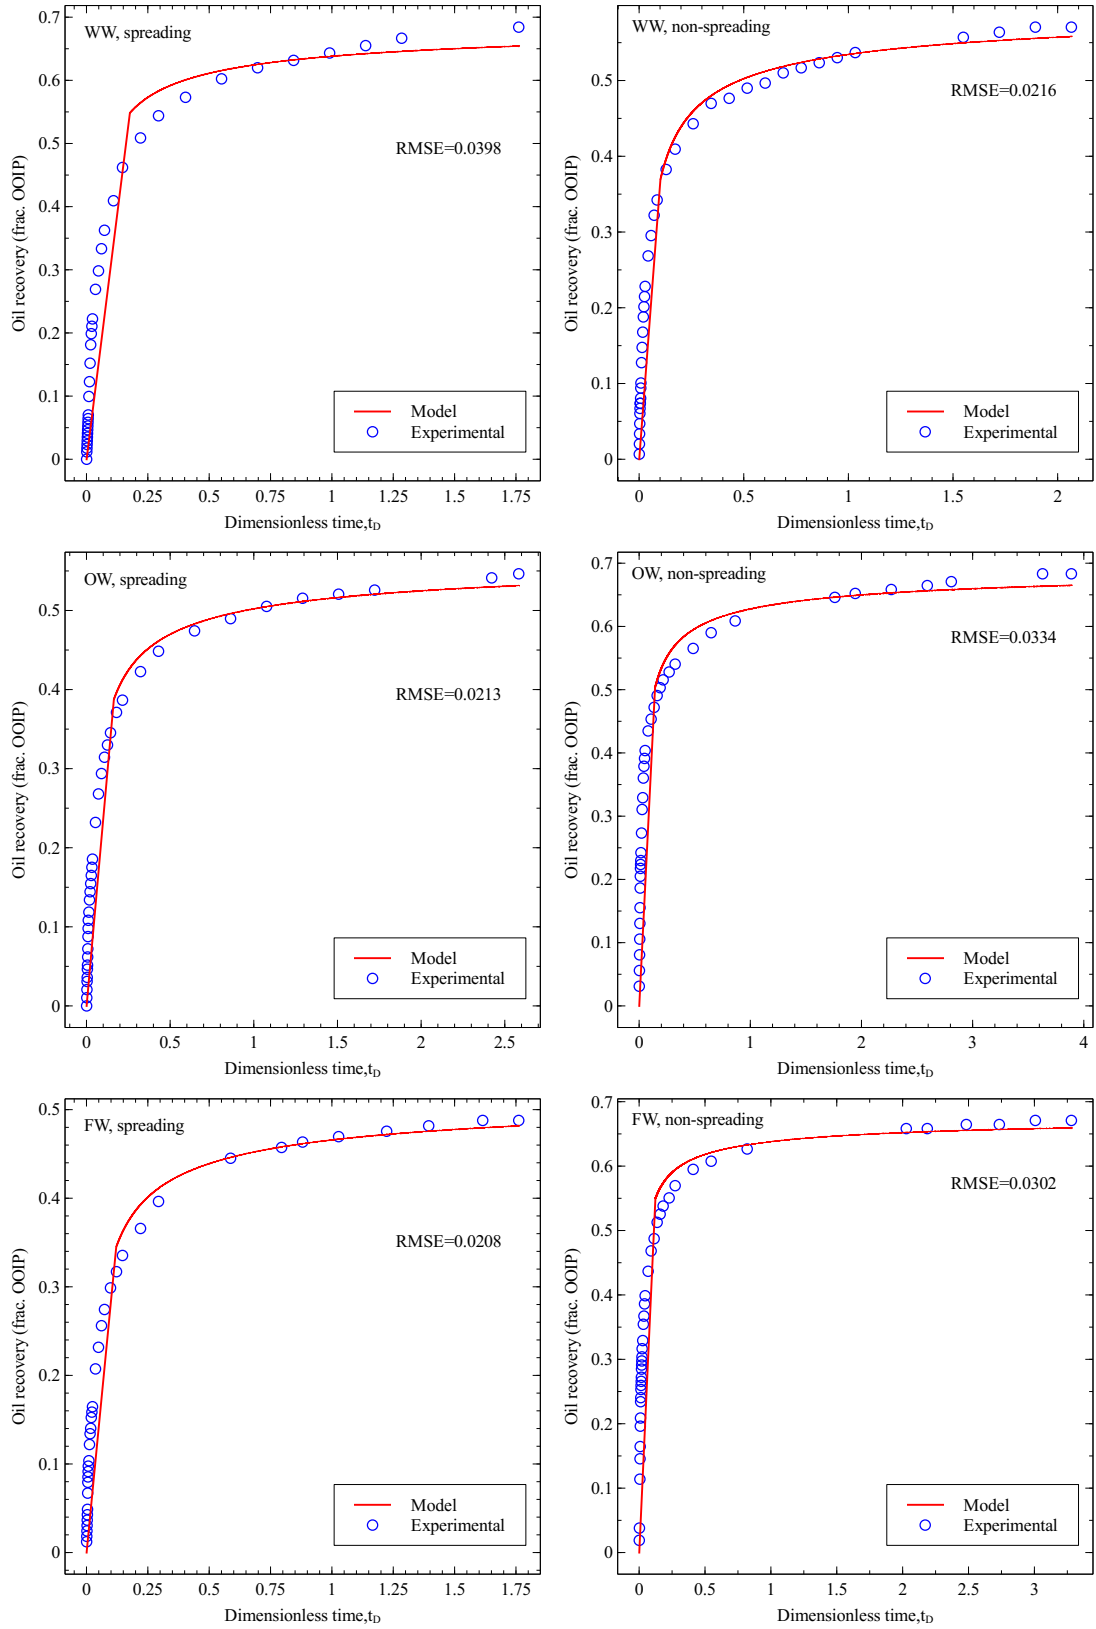 WW, spreading
RMSE=0.0398
Oil recovery (frac. OOIP)
0.7
0.6
0.5
0.4
0.3
0.2
0.1
0
Model
Experimental
0 0.25 0.5 0.75 1 1.25 1.5 1.75
Dimensionless time,tD
WW, non-spreading
RMSE=0.0216
Oil recovery (frac. OOIP)
0.5
0.4
0.3
0.2
0.1
0
Model
Experimental
0 0.5 1 1.5 2
Dimensionless time,tD
OW, spreading
RMSE=0.0213
Oil recovery (frac. OOIP)
0.5
0.4
0.3
0.2
0.1
0
Model
Experimental
0 0.5 1 1.5 2 2.5
Dimensionless time,tD
OW, non-spreading
RMSE=0.0334
Oil recovery (frac. OOIP)
0.7
0.6
0.5
0.4
0.3
0.2
0.1
0
Model
Experimental
0 1 2 3 4
Dimensionless time,tD
FW, spreading
RMSE=0.0208
Oil recovery (frac. OOIP)
0.5
0.4
0.3
0.2
0.1
0
Model
Experimental
0 0.25 0.5 0.75 1 1.25 1.5 1.75
Dimensionless time,tD
FW, non-spreading
RMSE=0.0302
Oil recovery (frac. OOIP)
0.7
0.6
0.5
0.4
0.3
0.2
0.1
0
Model
Experimental
0 0.5 1 1.5 2 2.5 3
Dimensionless time,tD